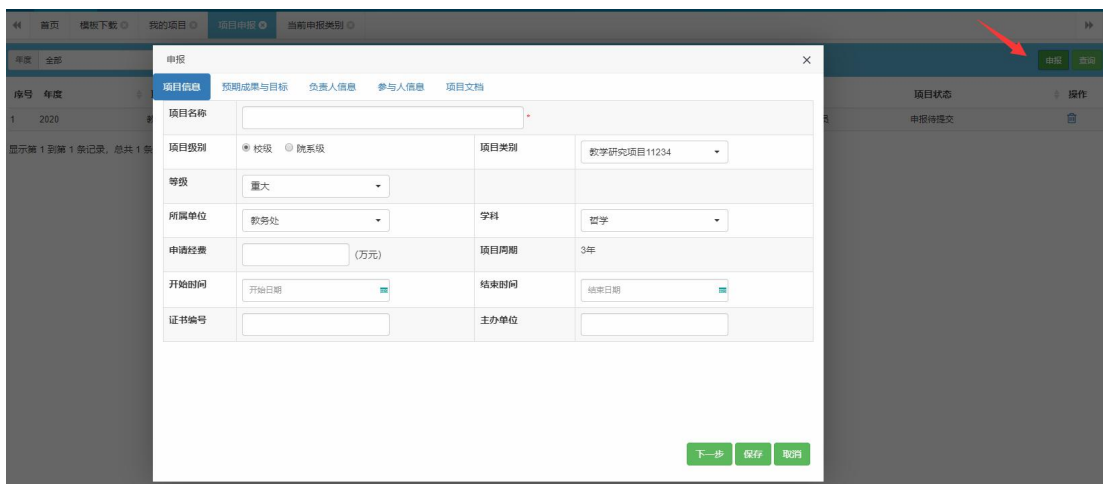 首页 模板下载 我的项目 项目申报 当前申报类别
年度 全部 申报 查询
申报
项目信息 预期成果与目标 负责人信息 参与人信息 项目文档
序号 年度 项目状态 操作
1 2020 申报待提交
显示第 1 到第 1 条记录，总共 1 条
项目名称 *
项目级别 校级 院系级 项目类别 教学研究项目11234
等级 重大
所属单位 教务处 学科 哲学
申请经费 (万元) 项目周期 3年
开始时间 开始日期 结束时间 结束日期
证书编号 主办单位
下一步 保存 取消